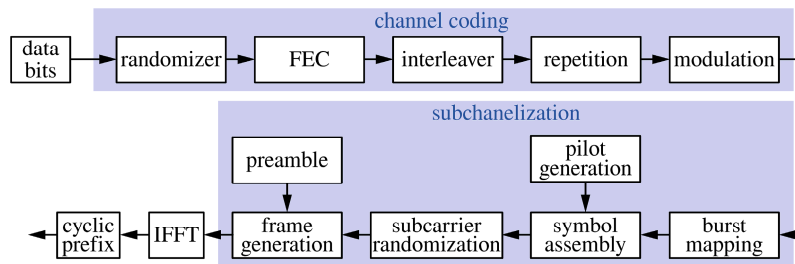 channel coding
data
bits
randomizer
FEC
interleaver
repetition
modulation
subchanelization
preamble
pilot
generation
cyclic
prefix
IFFT
frame
generation
subcarrier
randomization
symbol
assembly
burst
mapping